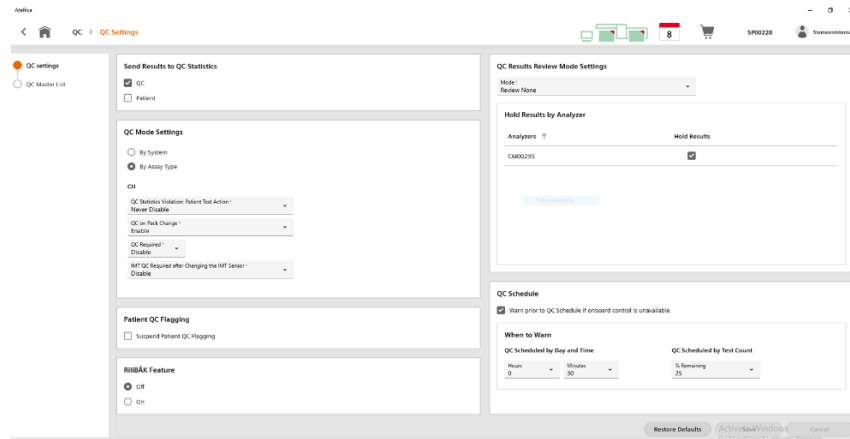 Atellica
QC > QC Settings
8
SP00228
QC settings
QC Master List
Send Results to QC Statistics
QC
Patient
QC Mode Settings
By System
By Assay Type
CH
QC Statistics Violation: Patient Test Action*
Never Disable
QC on Pack Change*
Enable
QC Required*
Disable
IMT QC Required after Changing the IMT Sensor*
Disable
Patient QC Flagging
Suspend Patient QC Flagging
RiliBÄK Feature
Off
On
QC Results Review Mode Settings
Mode*
Review None
Hold Results by Analyzer
Analyzers ↑ Hold Results
CM00295
QC Schedule
Warn prior to QC Schedule if onboard control is unavailable
When to Warn
QC Scheduled by Day and Time
Hours
0
Minutes
30
QC Scheduled by Test Count
% Remaining
25
Restore Defaults
Save
Cancel